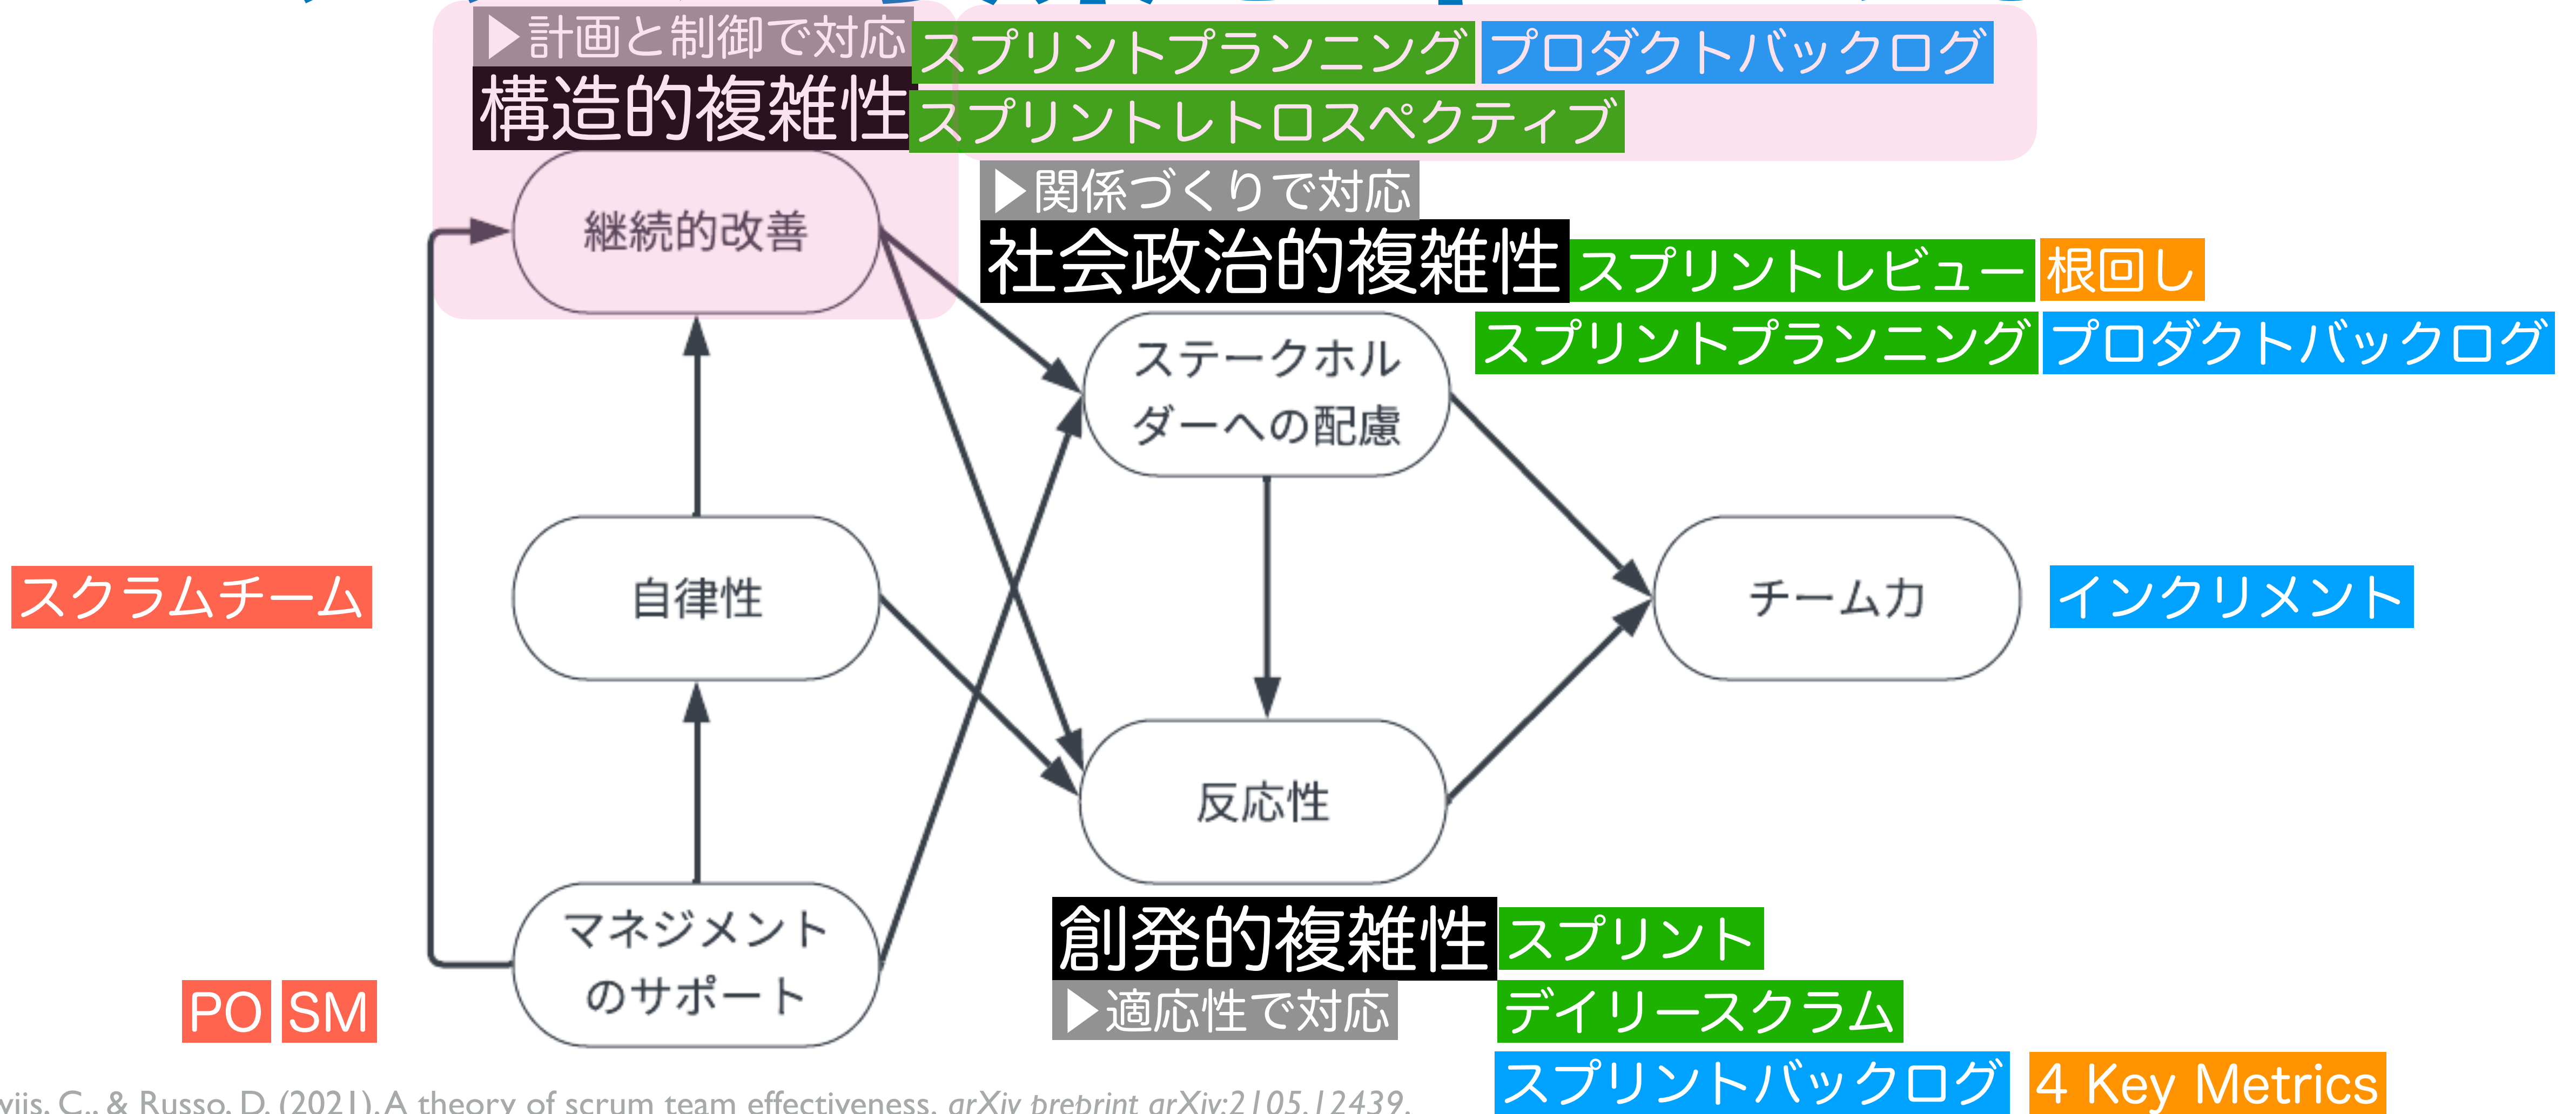 ▶計画と制御で対応
構造的複雑性
スプリントプランニング プロダクトバックログ
スプリントレトロスペクティブ
継続的改善
▶関係づくりで対応
社会政治的複雑性
スプリントレビュー 根回し
スプリントプランニング プロダクトバックログ
ステークホル
ダーへの配慮
スクラムチーム
自律性
チーム力
インクリメント
反応性
マネジメント
のサポート
PO SM
創発的複雑性
▶適応性で対応
スプリント
デイリースクラム
スプリントバックログ 4 Key Metrics
C., & Russo, D. (2021). A theory of scrum team effectiveness. arXiv preprint arXiv:2105.12439.